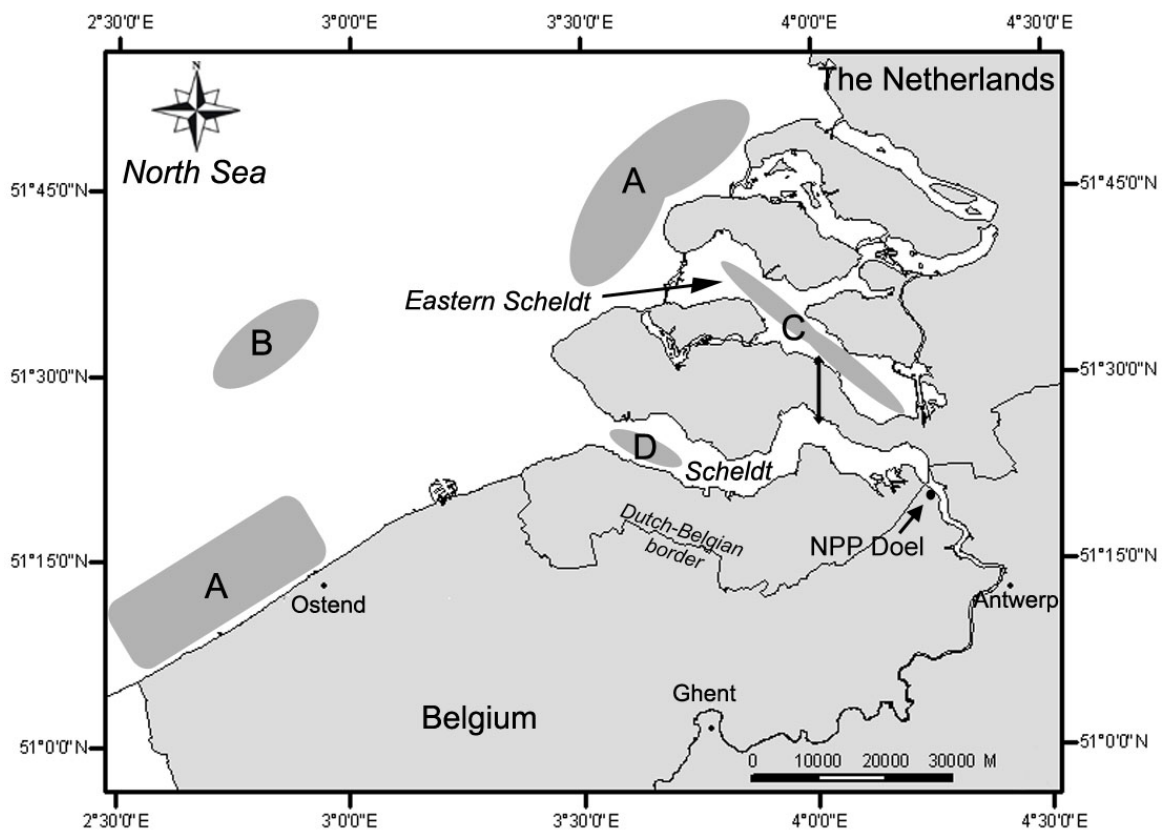 2°30'0"E 3°0'0"E 3°30'0"E 4°0'0"E 4°30'0"E
N
The Netherlands
North Sea
A
51°45'0"N 51°45'0"N
Eastern Scheldt
C
B
51°30'0"N 51°30'0"N
D
Scheldt
NPP Doel
Dutch-Belgian
border
51°15'0"N 51°15'0"N
A
Ostend
Antwerp
Ghent
Belgium
51°0'0"N 51°0'0"N
0 10000 20000 30000 M
2°30'0"E 3°0'0"E 3°30'0"E 4°0'0"E 4°30'0"E